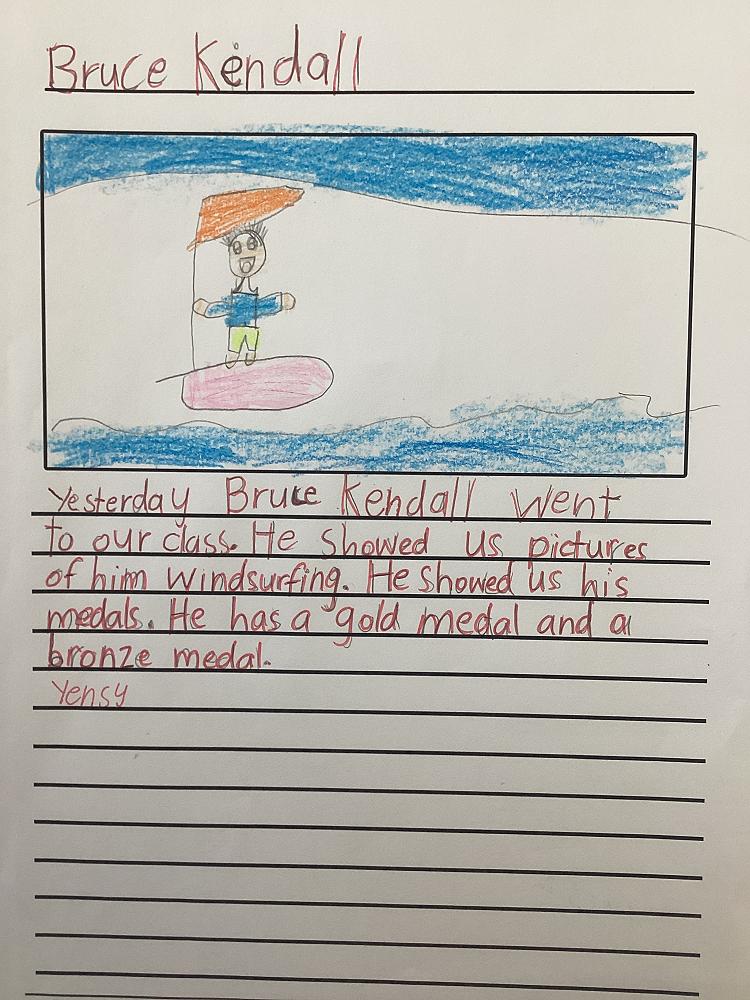 Bruce Kendall
Yesterday Bruce Kendall went
to our class. He showed us pictures
of him windsurfing. He showed us his
medals. He has a gold medal and a
bronze medal.
Yensy